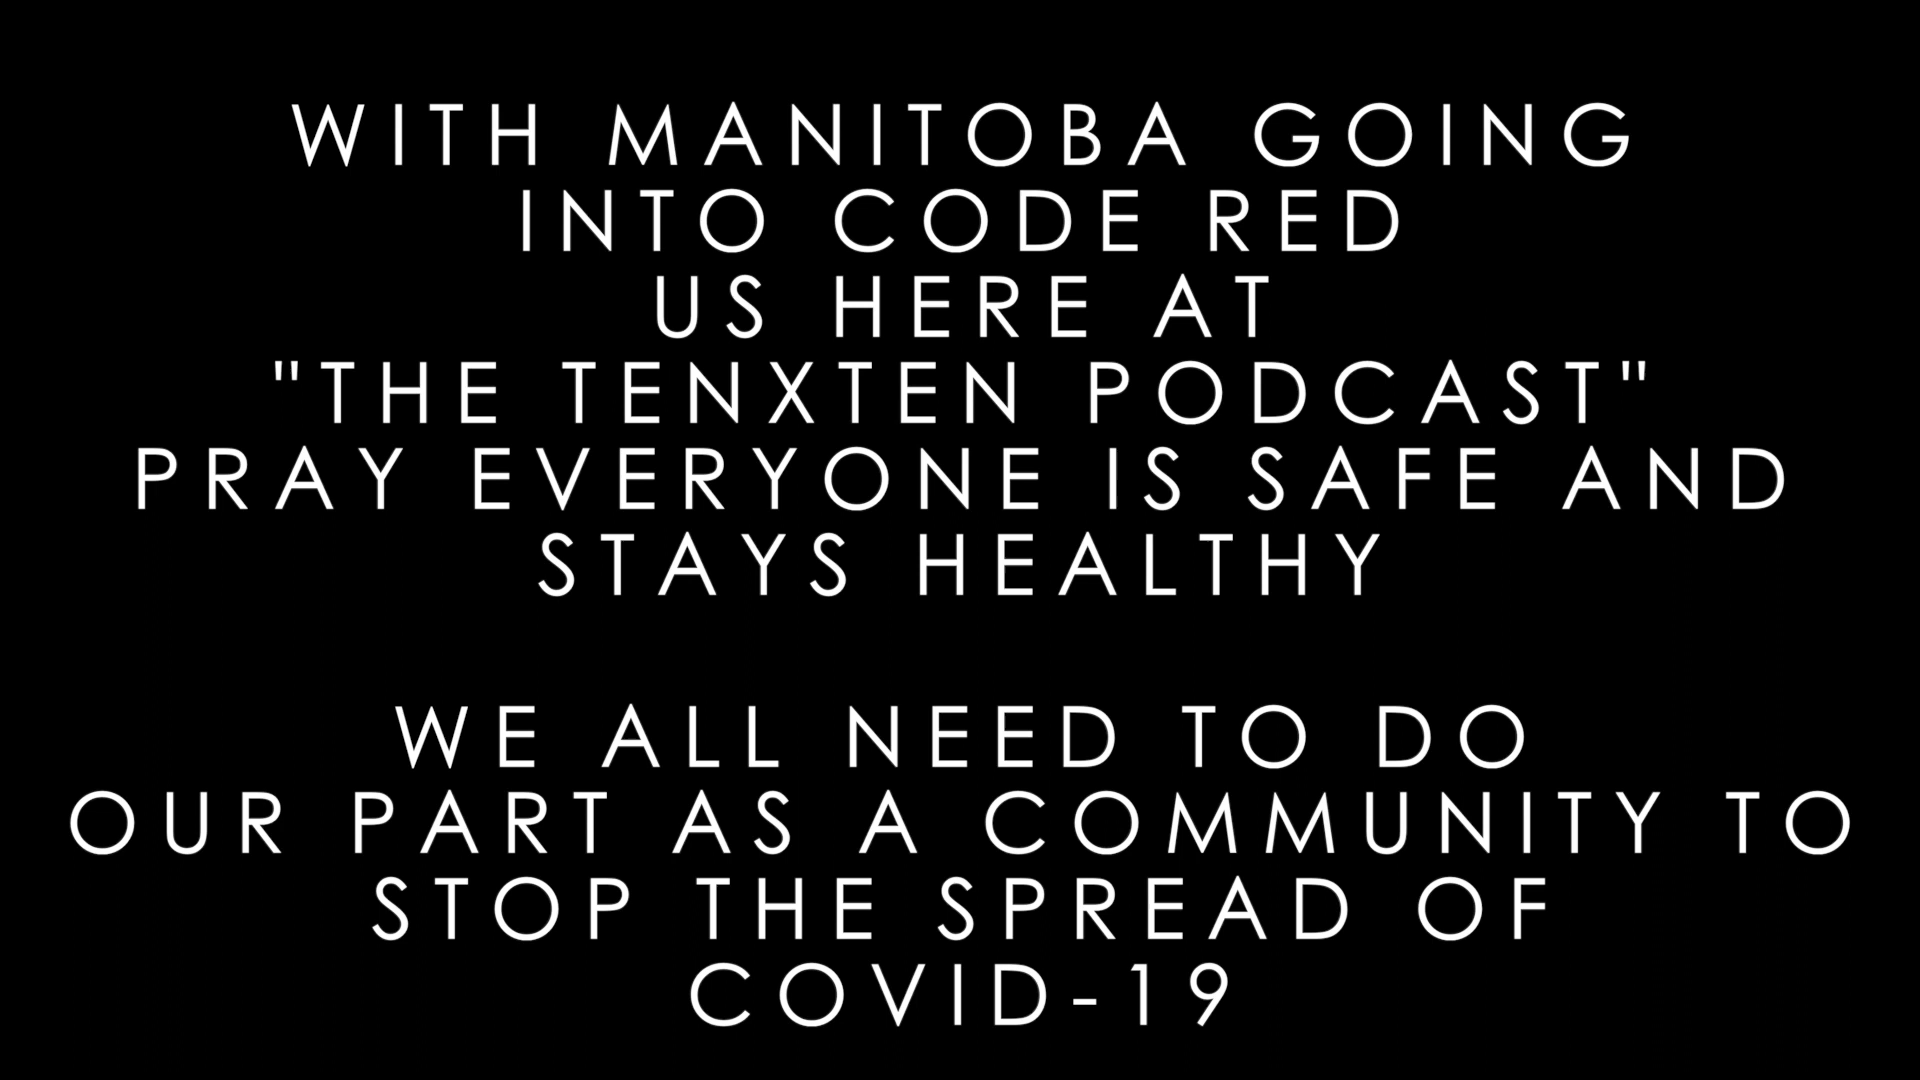 WITH MANITOBA GOING
INTO CODE RED
US HERE AT
"THE TENXTEN PODCAST"
PRAY EVERYONE IS SAFE AND
STAYS HEALTHY
WE ALL NEED TO DO
OUR PART AS A COMMUNITY TO
STOP THE SPREAD OF
COVID-19